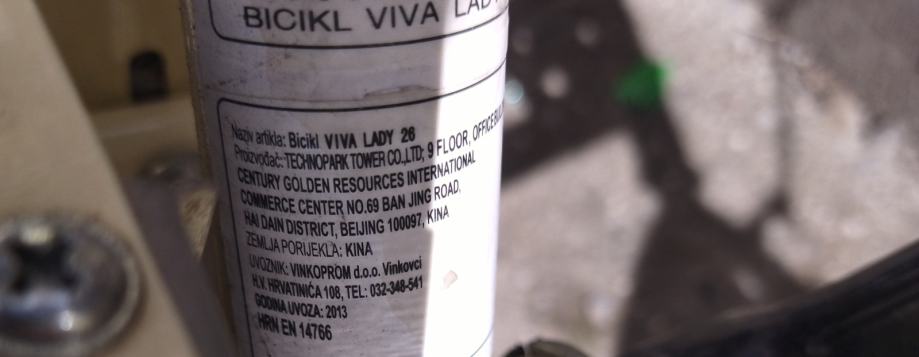 BICIKL VIVA LADY
Naziv artikla: Bicikl VIVA LADY 26
Proizvođač: TECHNOPARK TOWER CO.,LTD; 9 FLOOR,
CENTURY GOLDEN RESOURCES INTERNATIONAL
COMMERCE CENTER NO.69 BAN JING ROAD,
HAI DAIN DISTRICT, BEIJING 100097, KINA
ZEMLJA PORIJEKLA: KINA
UVOZNIK: VINKOPROM d.o.o. Vinkovci
H.V. HRVATINIĆA 108, TEL: 032-348-541
GODINA UVOZA: 2013
HRN EN 14766